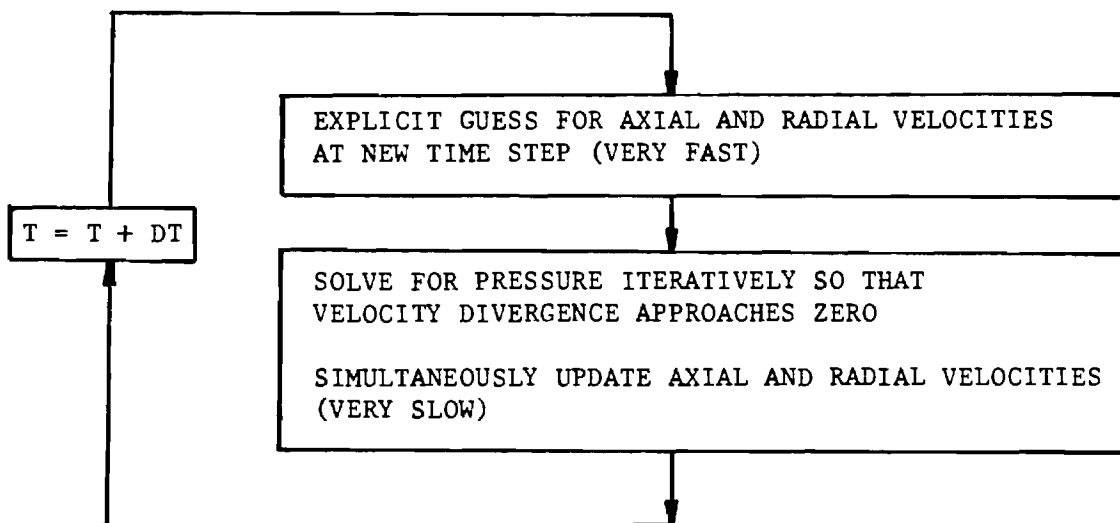 EXPLICIT GUESS FOR AXIAL AND RADIAL VELOCITIES
AT NEW TIME STEP (VERY FAST)
T = T + DT
SOLVE FOR PRESSURE ITERATIVELY SO THAT
VELOCITY DIVERGENCE APPROACHES ZERO
SIMULTANEOUSLY UPDATE AXIAL AND RADIAL VELOCITIES
(VERY SLOW)